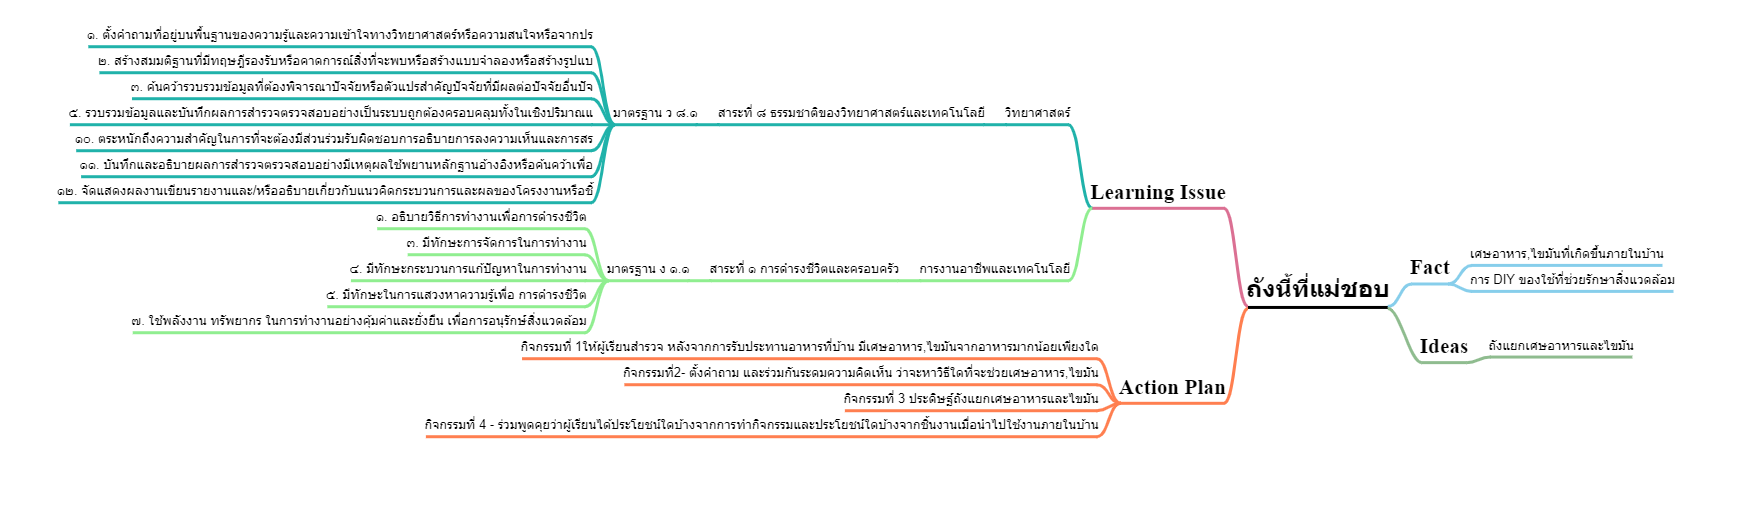 ๑. ตั้งคำถามที่อยู่บนพื้นฐานของความรู้และความเข้าใจทางวิทยาศาสตร์หรือความสนใจหรือจากปร
๒. สร้างสมมติฐานที่มีทฤษฎีรองรับหรือคาดการณ์สิ่งที่จะพบหรือสร้างแบบจำลองหรือสร้างรูปแบ
๓. ค้นคว้ารวบรวมข้อมูลที่ต้องพิจารณาปัจจัยหรือตัวแปรสำคัญปัจจัยที่มีผลต่อปัจจัยอื่นปัจ
๕. รวบรวมข้อมูลและบันทึกผลการสำรวจตรวจสอบอย่างเป็นระบบถูกต้องครอบคลุมทั้งในเชิงปริมาณแ
๑๐. ตระหนักถึงความสำคัญในการที่จะต้องมีส่วนร่วมรับผิดชอบการอธิบายการลงความเห็นและการสร
๑๑. บันทึกและอธิบายผลการสำรวจตรวจสอบอย่างมีเหตุผลใช้พยานหลักฐานอ้างอิงหรือค้นคว้าเพื่อ
๑๒. จัดแสดงผลงานเขียนรายงานและ/หรืออธิบายเกี่ยวกับแนวคิดกระบวนการและผลของโครงงานหรือชิ้
มาตรฐาน ว ๘.๑
สาระที่ ๘ ธรรมชาติของวิทยาศาสตร์และเทคโนโลยี
วิทยาศาสตร์
๑. อธิบายวิธีการทำงานเพื่อการดำรงชีวิต
๓. มีทักษะการจัดการในการทำงาน
๔. มีทักษะกระบวนการแก้ปัญหาในการทำงาน
๕. มีทักษะในการแสวงหาความรู้เพื่อ การดำรงชีวิต
๗. ใช้พลังงาน ทรัพยากร ในการทำงานอย่างคุ้มค่าและยั่งยืน เพื่อการอนุรักษ์สิ่งแวดล้อม
มาตรฐาน ง ๑.๑
สาระที่ ๑ การดำรงชีวิตและครอบครัว
การงานอาชีพและเทคโนโลยี
Learning Issue
กิจกรรมที่ 1ให้ผู้เรียนสำรวจ หลังจากการรับประทานอาหารที่บ้าน มีเศษอาหาร,ไขมันจากอาหารมากน้อยเพียงใด
กิจกรรมที่2- ตั้งคำถาม และร่วมกันระดมความคิดเห็น ว่าจะหาวิธีใดที่จะช่วยเศษอาหาร,ไขมัน
กิจกรรมที่ 3 ประดิษฐ์ถังแยกเศษอาหารและไขมัน
กิจกรรมที่ 4 - ร่วมพูดคุยว่าผู้เรียนได้ประโยชน์ใดบ้างจากการทำกิจกรรมและประโยชน์ใดบ้างจากชิ้นงานเมื่อนำไปใช้งานภายในบ้าน
Action Plan
ถังนี้ที่แม่ชอบ
Fact
เศษอาหาร,ไขมันที่เกิดขึ้นภายในบ้าน
การ DIY ของใช้ที่ช่วยรักษาสิ่งแวดล้อม
Ideas
ถังแยกเศษอาหารและไขมัน